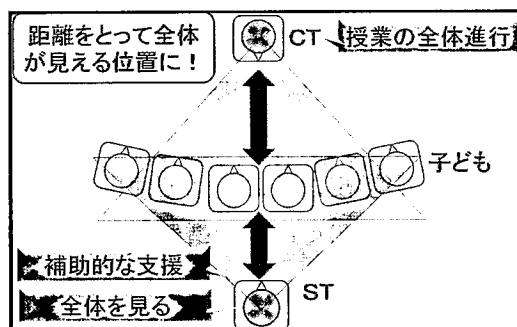 距離をとって全体
が見える位置に！
CT
授業の全体進行
子ども
補助的な支援
全体を見る
ST